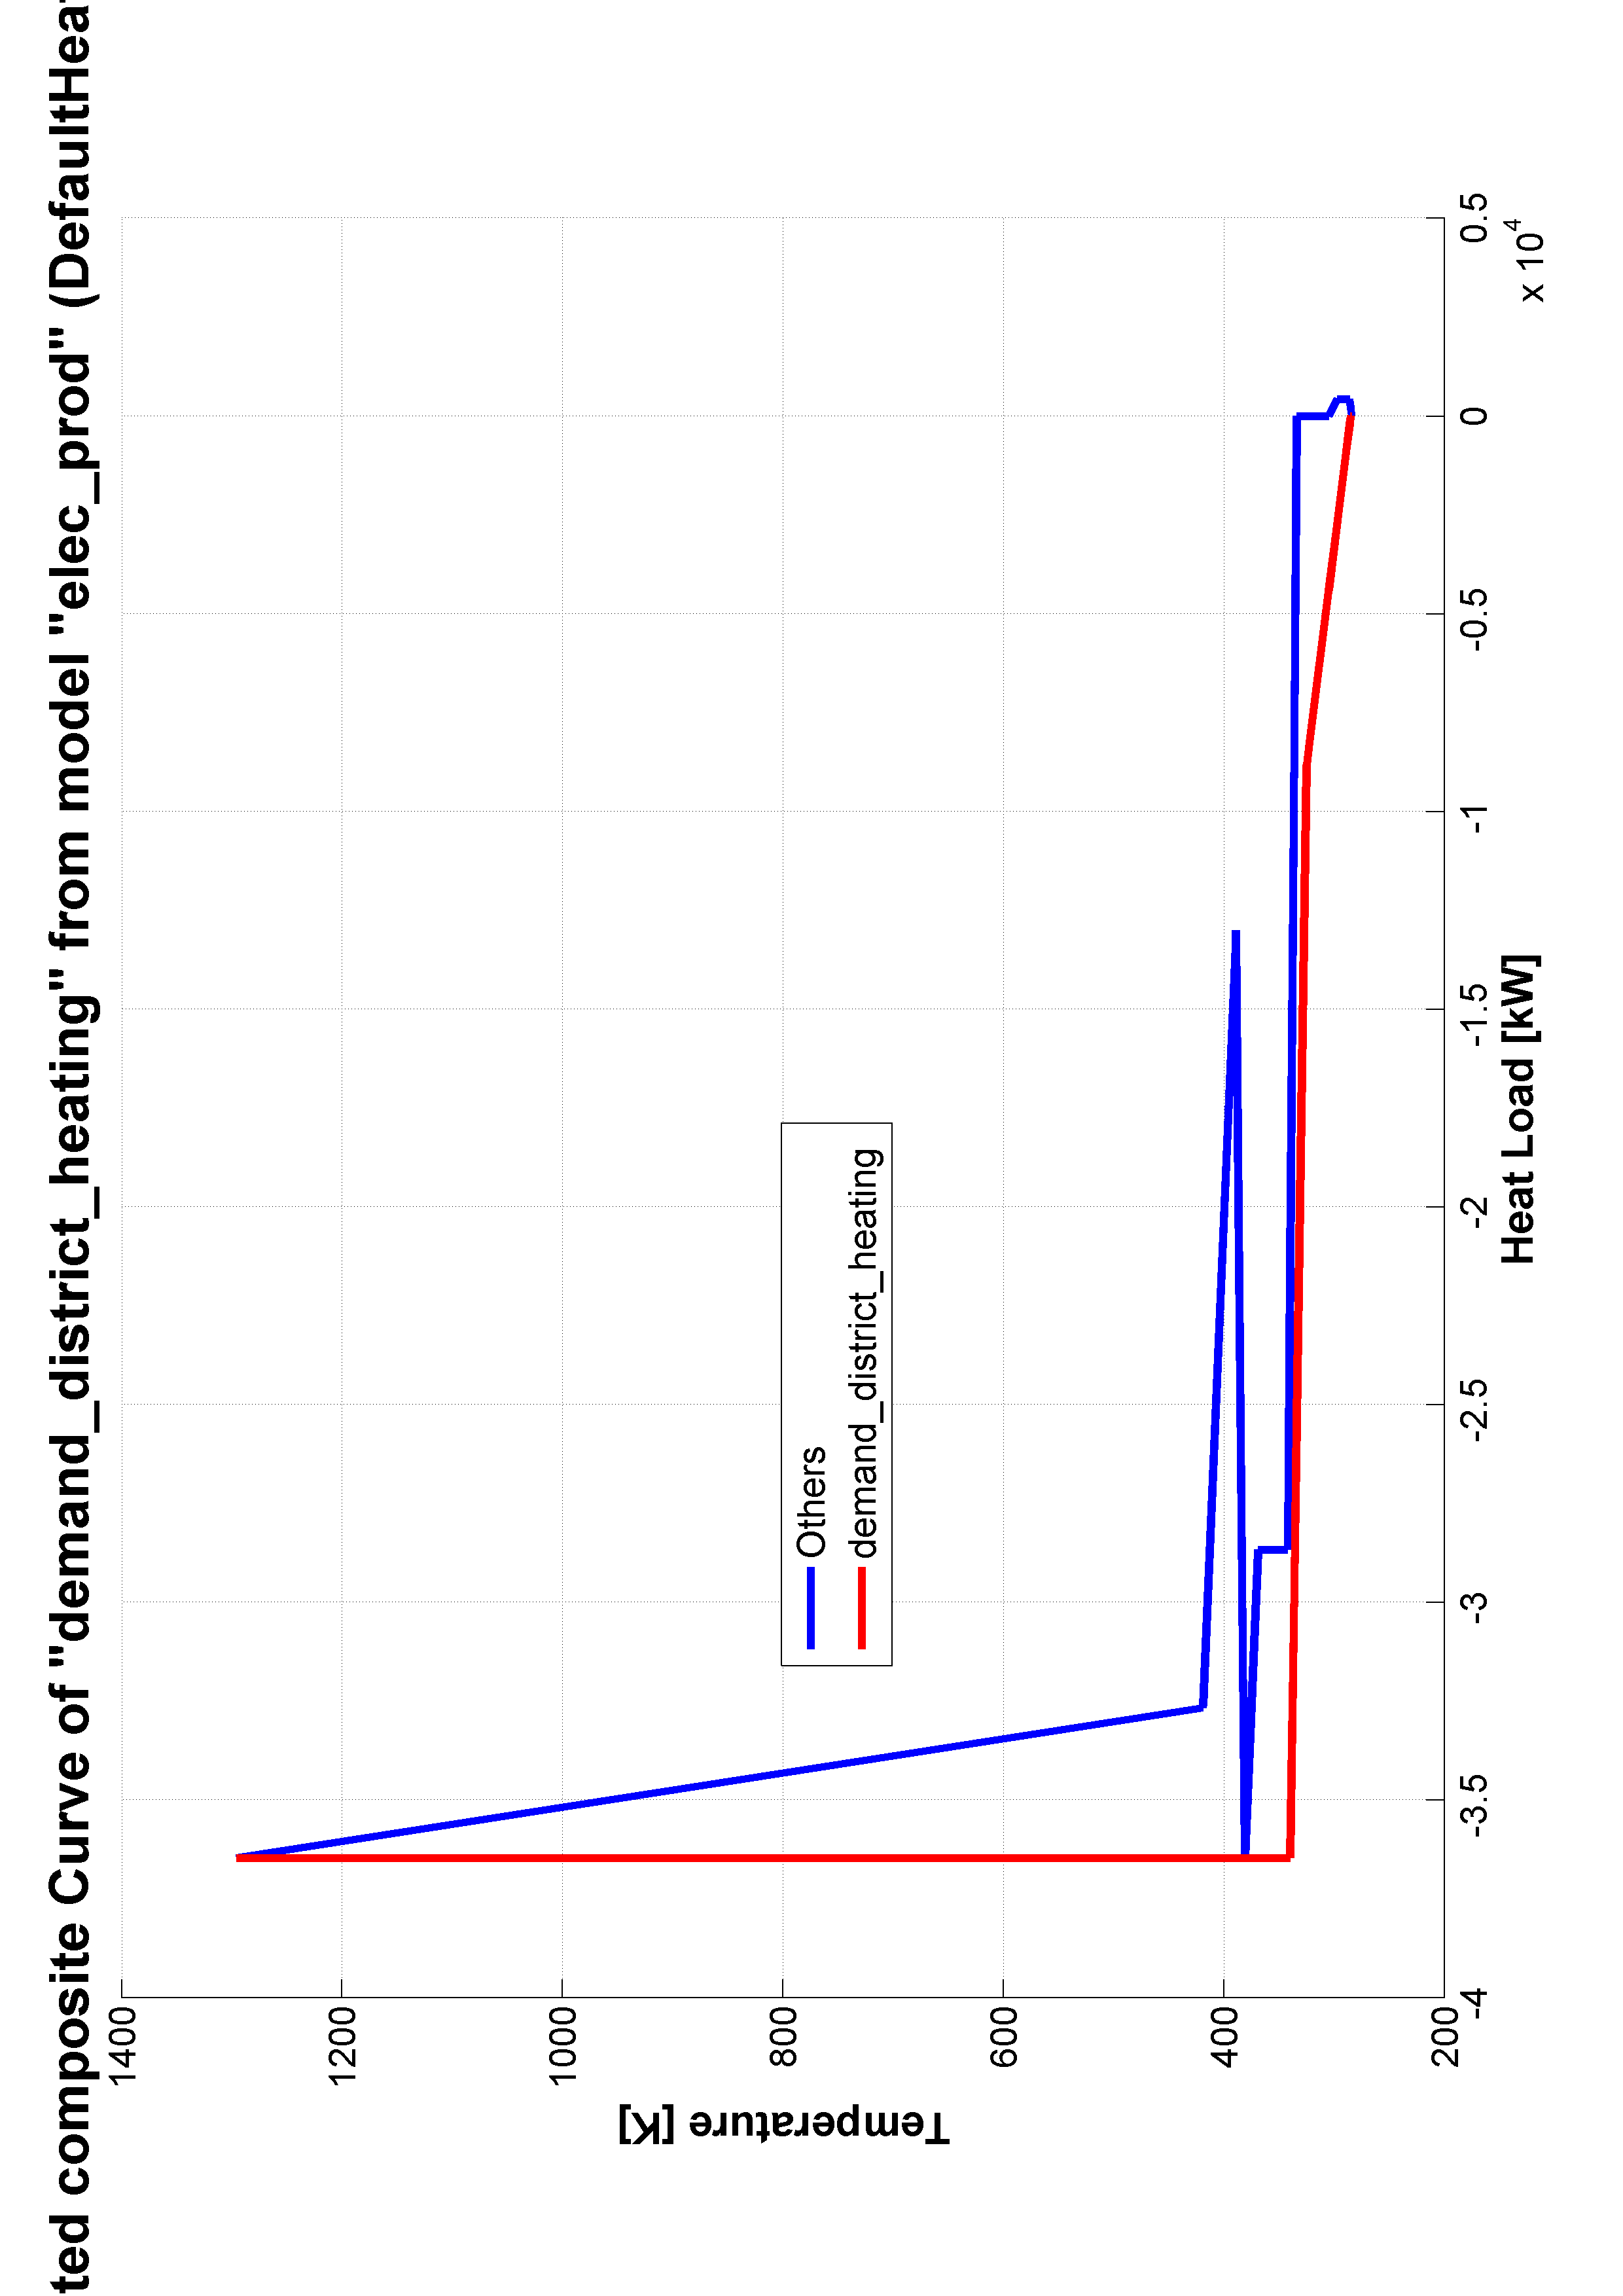 ted composite Curve of "demand_district_heating" from model "elec_prod" (DefaultHea
1400
1200
1000
800
600
400
200
Temperature [K]
Others
demand_district_heating
-4
-3.5
-3
-2.5
-2
-1.5
-1
-0.5
0
0.5
x 10^4
Heat Load [kW]